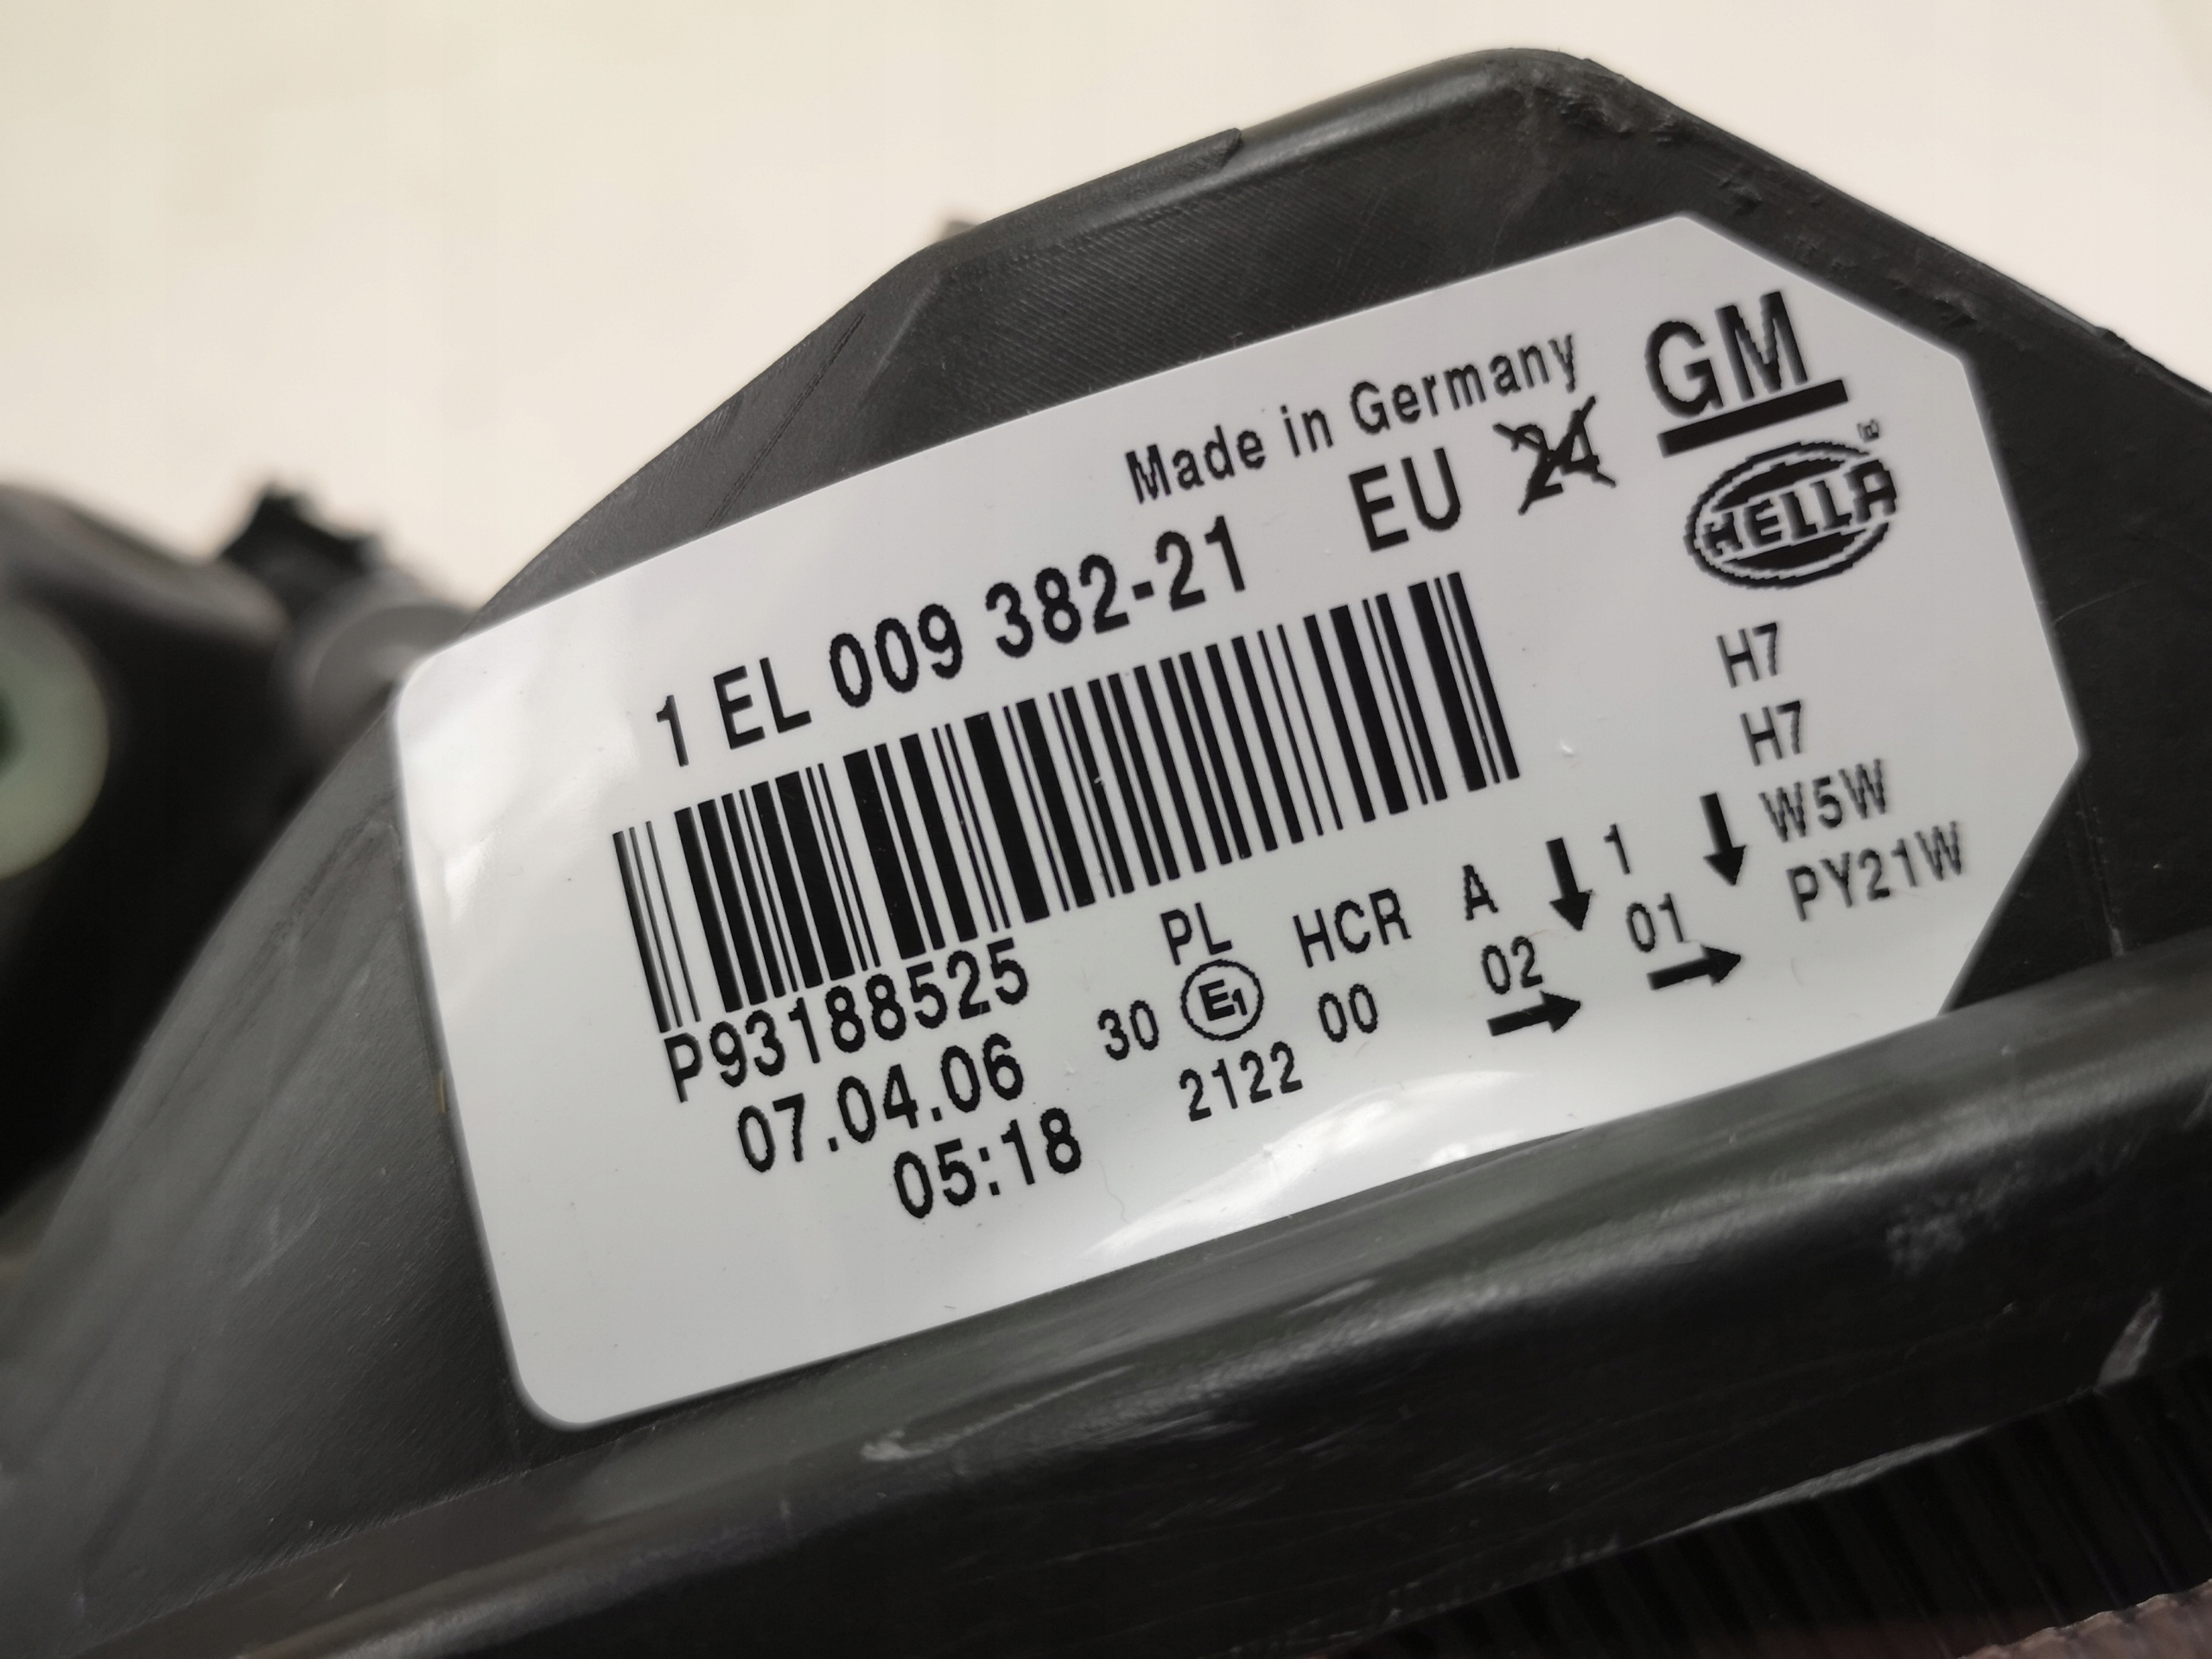 Made in Germany
GM
1 EL 009 382-21 EU
HELLA®
H7
H7
W5W
PY21W
P93188525
07.04.06
05:18
PL HCR A ↓ 1 ↓
30 E1 00 02 01
→ →
2122